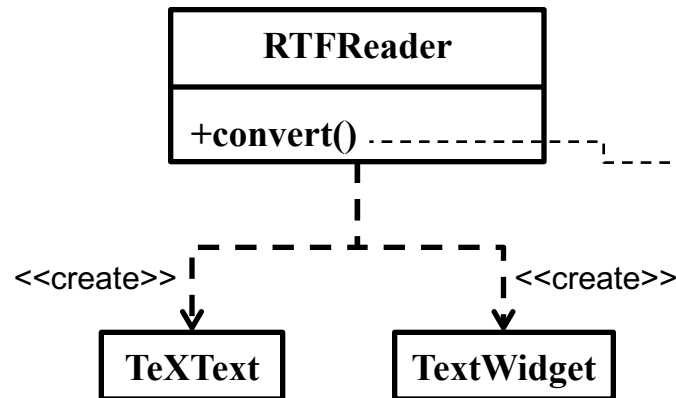 RTFReader
+convert()
<<create>>
<<create>>
TeXText
TextWidget